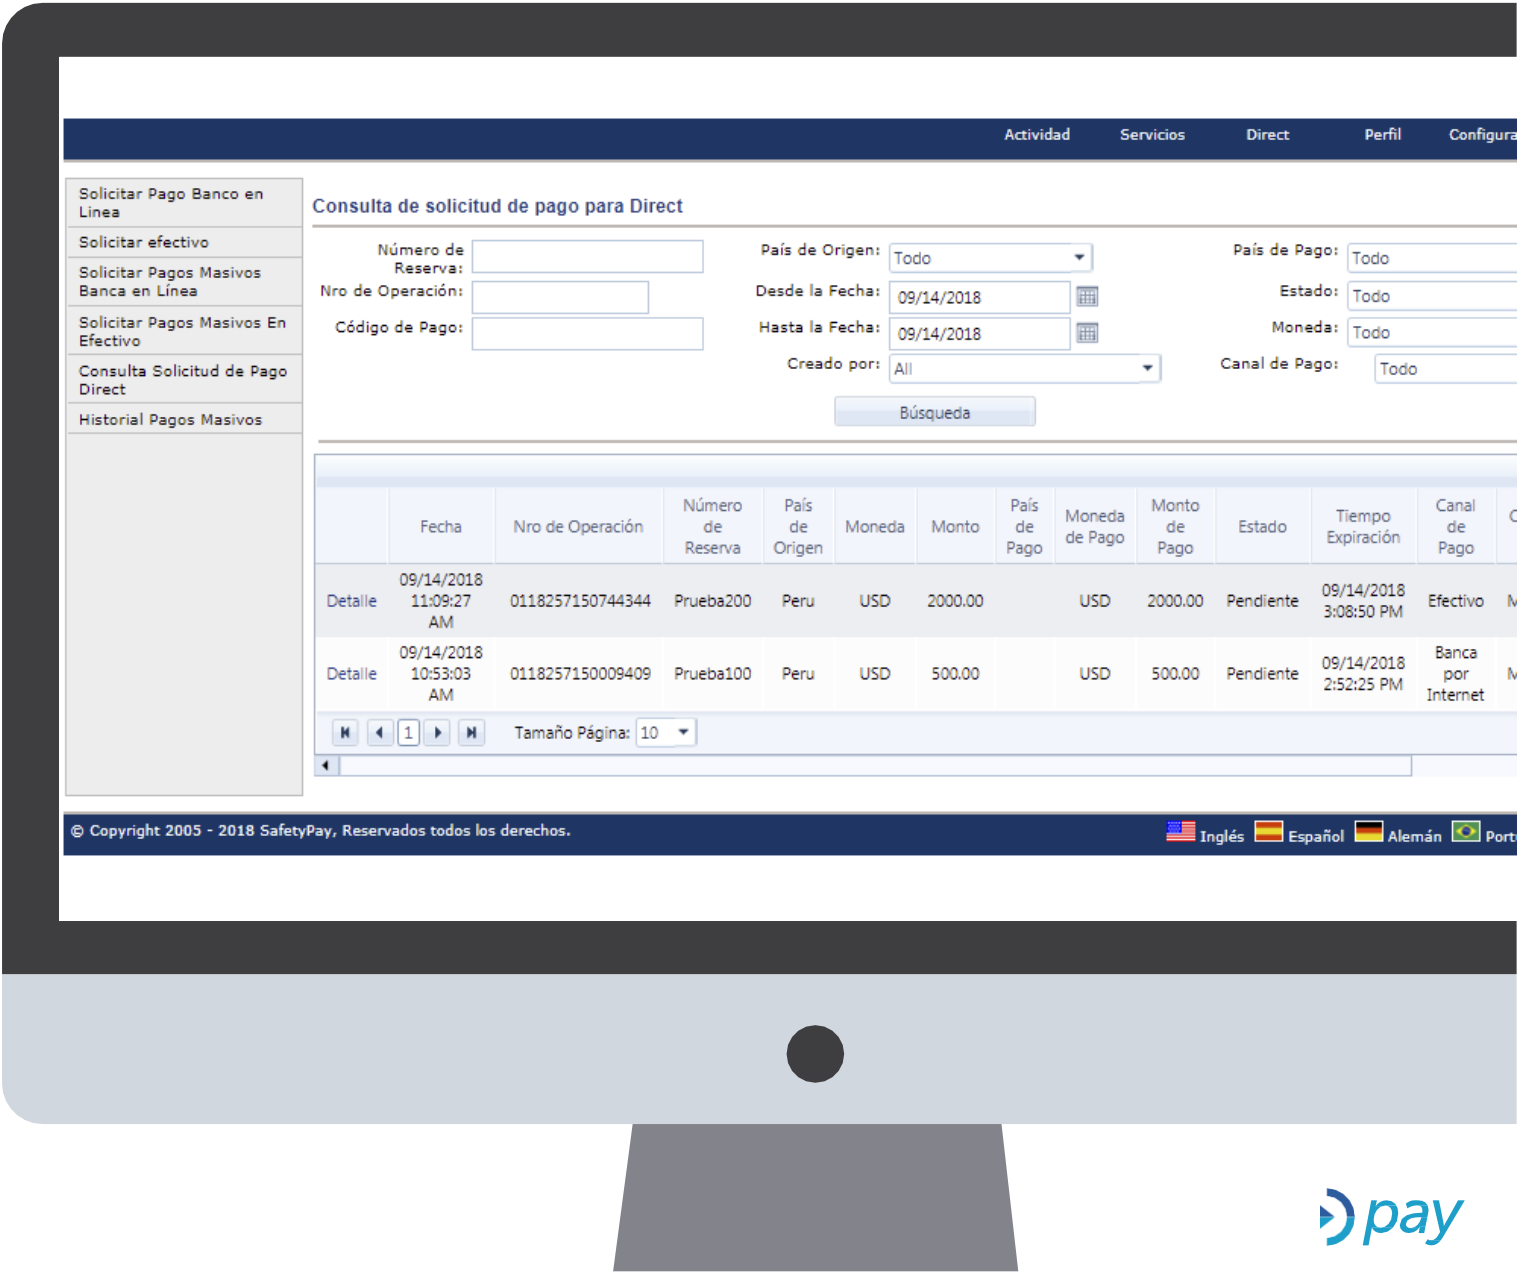 Actividad Servicios Direct Perfil Configura
Solicitar Pago Banco en
Linea
Solicitar efectivo
Solicitar Pagos Masivos
Banca en Línea
Solicitar Pagos Masivos En
Efectivo
Consulta Solicitud de Pago
Direct
Historial Pagos Masivos
Consulta de solicitud de pago para Direct
Número de
Reserva:
País de Origen: Todo
País de Pago: Todo
Nro de Operación:
Desde la Fecha: 09/14/2018
Estado: Todo
Código de Pago:
Hasta la Fecha: 09/14/2018
Moneda: Todo
Creado por: All
Canal de Pago: Todo
Búsqueda
Fecha
Nro de Operación
Número
de
Reserva
País
de
Origen
Moneda
Monto
País
de
Pago
Moneda
de Pago
Monto
de
Pago
Estado
Tiempo
Expiración
Canal
de
Pago
Detalle
09/14/2018
11:09:27
AM
0118257150744344 Prueba200 Peru USD 2000.00 USD 2000.00 Pendiente
09/14/2018
3:08:50 PM
Efectivo M
Detalle
09/14/2018
10:53:03
AM
0118257150009409 Prueba100 Peru USD 500.00 USD 500.00 Pendiente
09/14/2018
2:52:25 PM
Banca
por
Internet
M
1 Tamaño Página: 10
© Copyright 2005 - 2018 SafetyPay, Reservados todos los derechos.
Inglés Español Alemán Port
pay